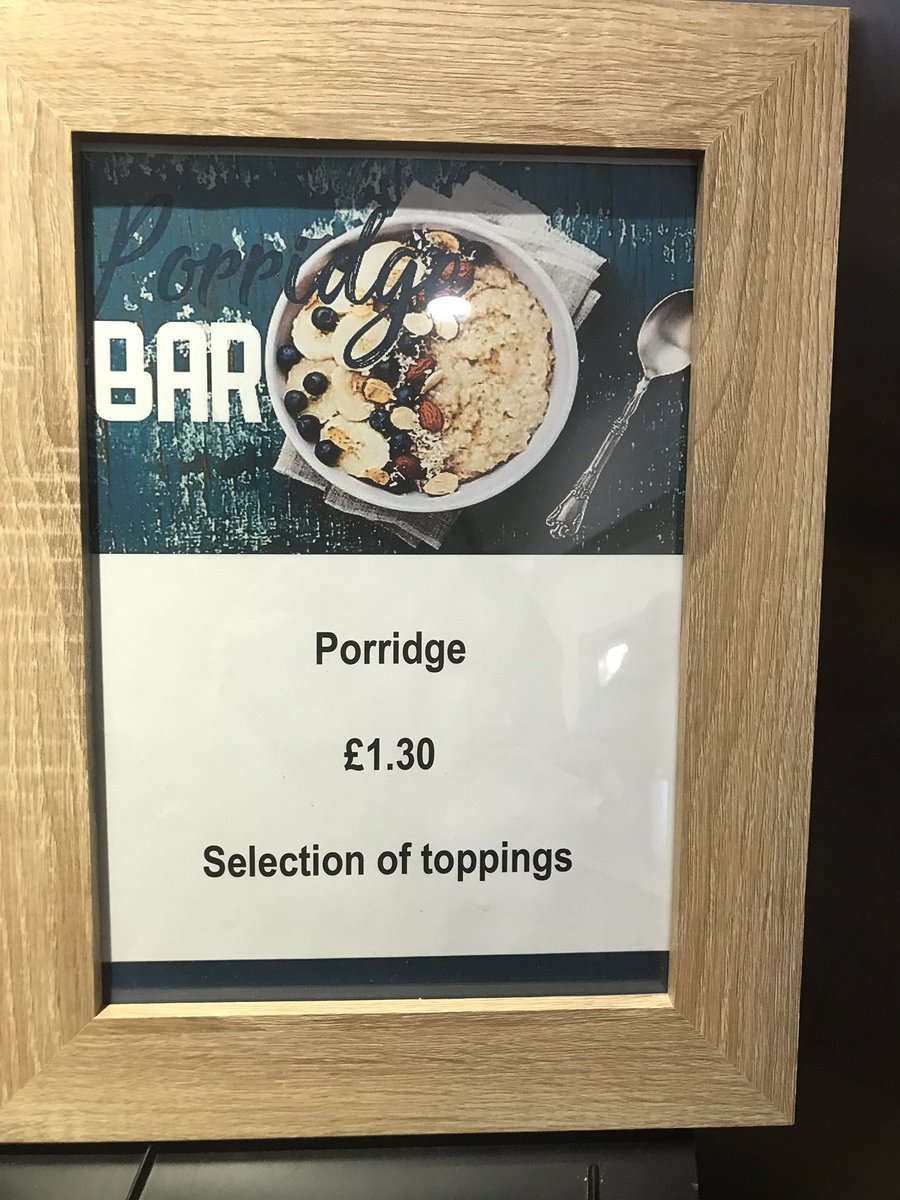 Porridge
BAR
Porridge
£1.30
Selection of toppings